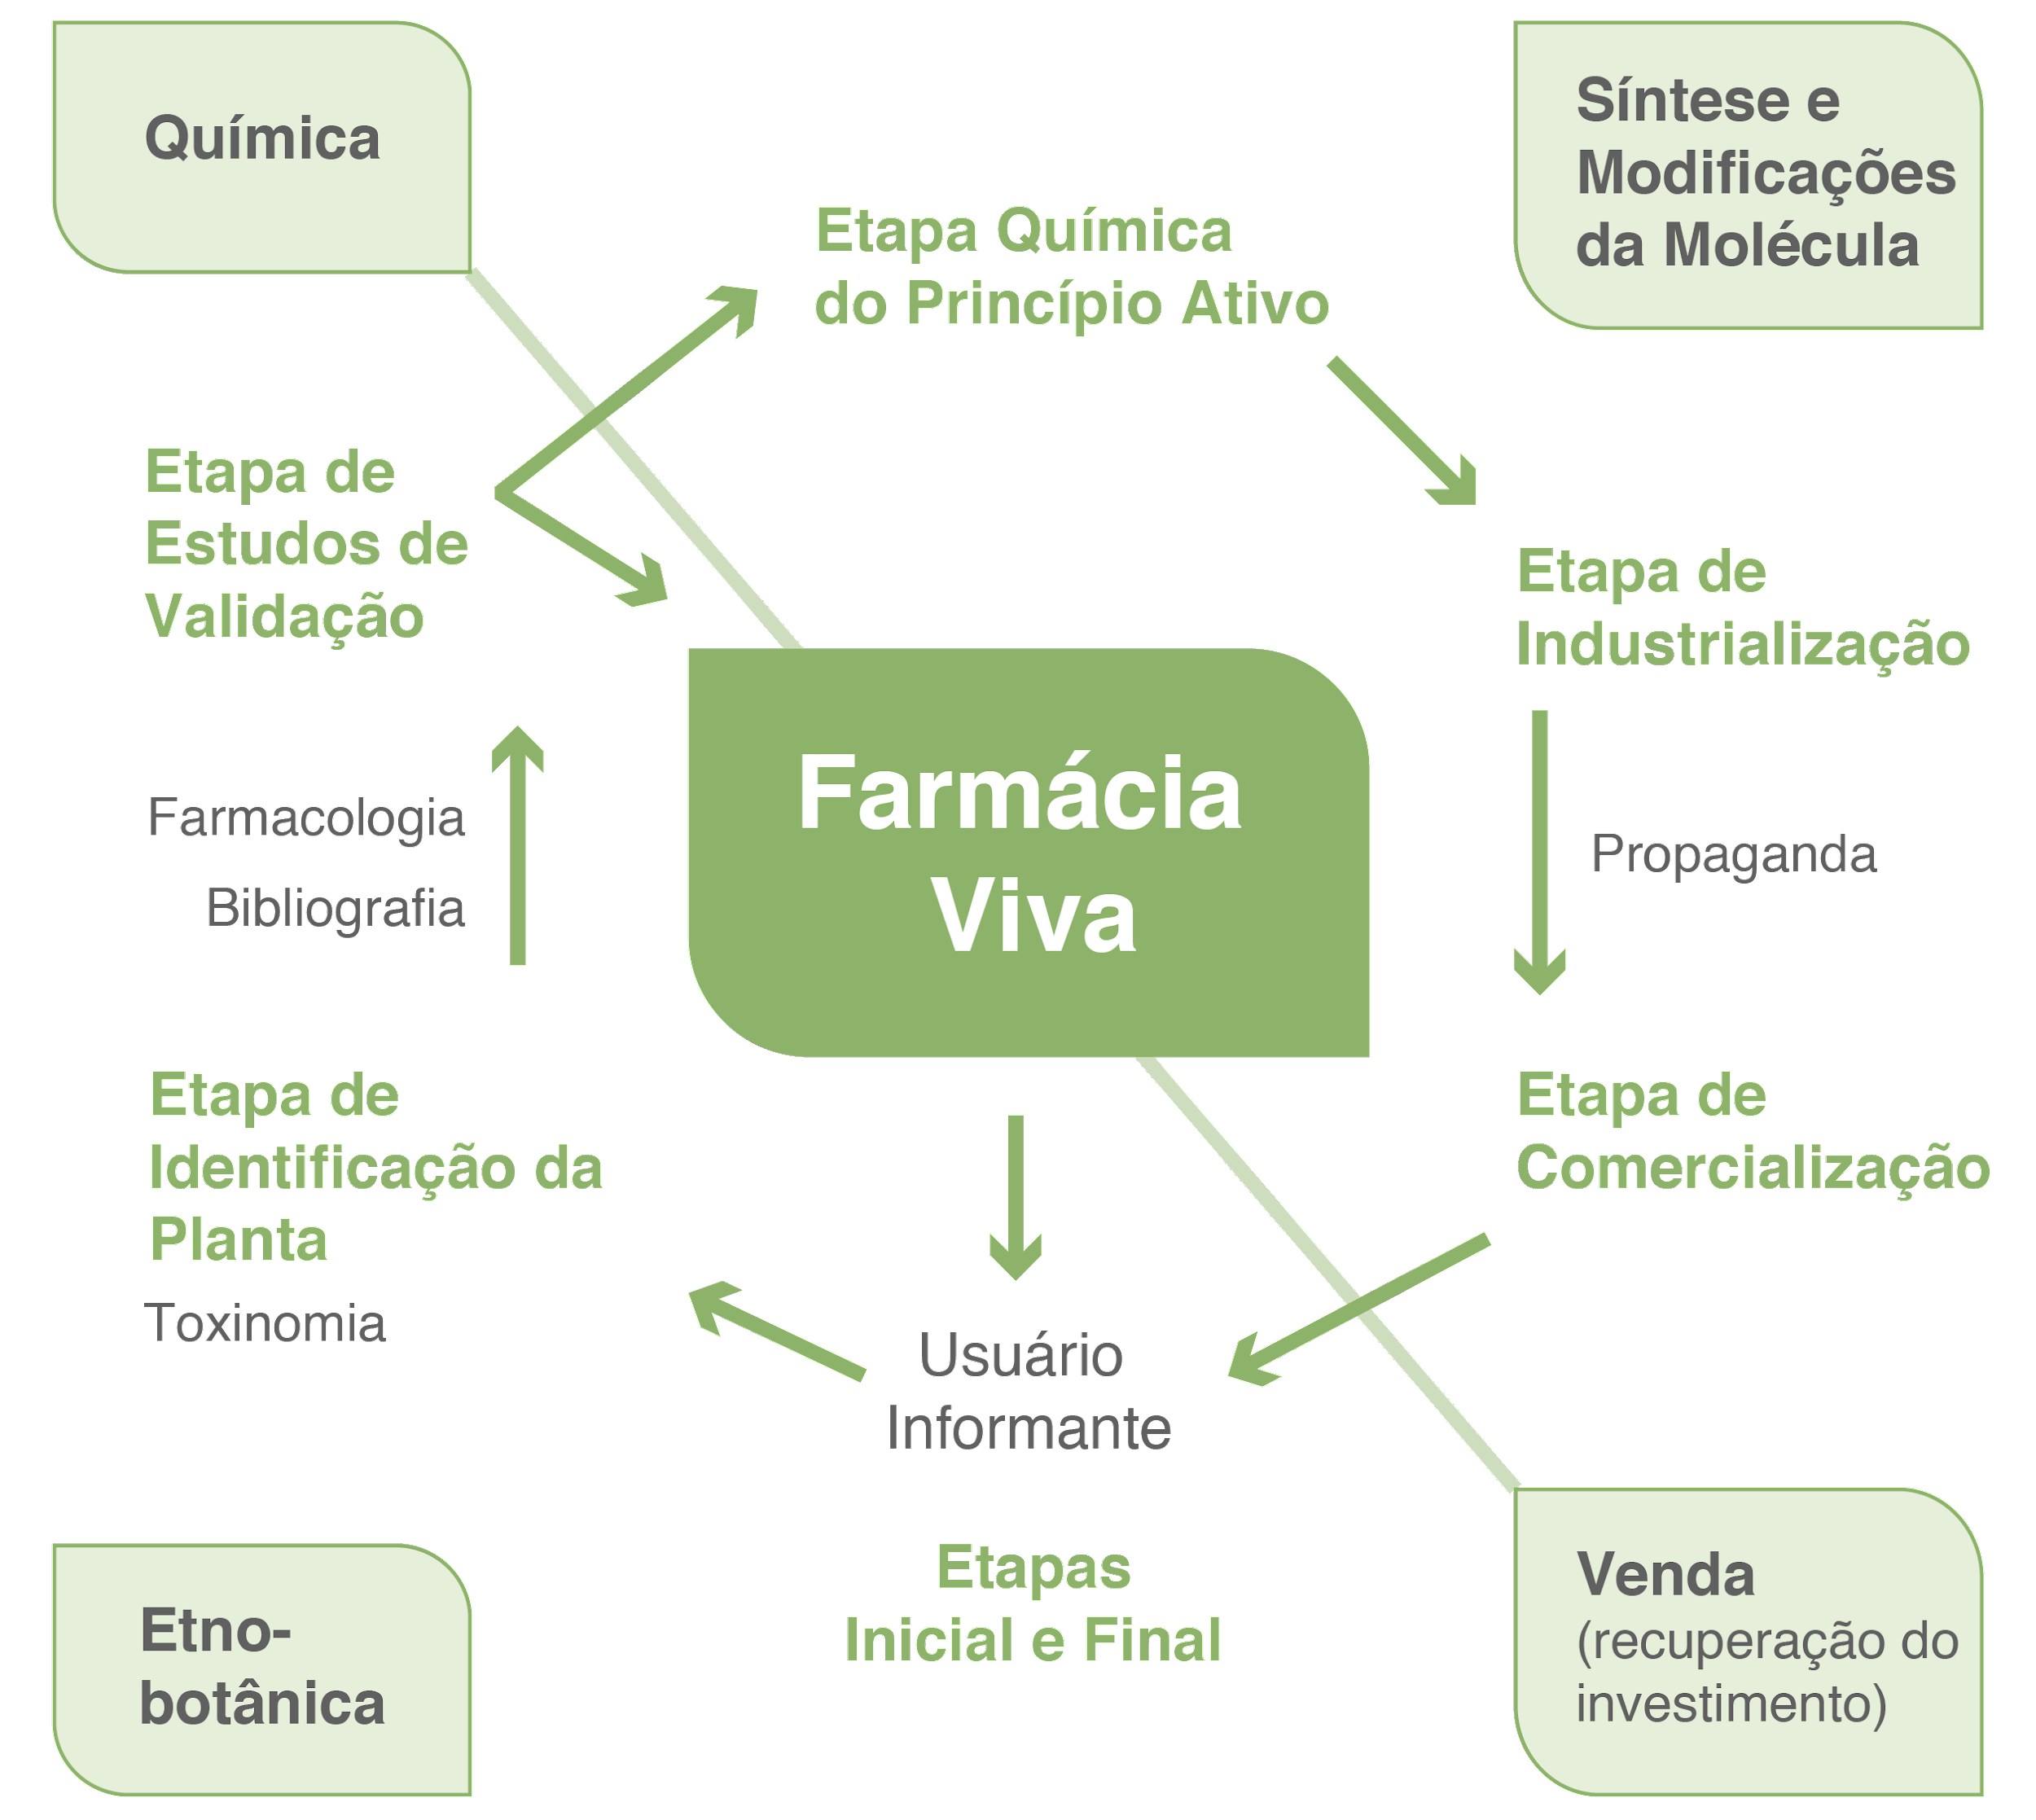 Química
Síntese e
Modificações
da Molécula
Etapa Química
do Princípio Ativo
Etapa de
Estudos de
Validação
Etapa de
Industrialização
Farmácia
Viva
Farmacologia
Bibliografia
Propaganda
Etapa de
Identificação da
Planta
Toxinomia
Etapa de
Comercialização
Usuário
Informante
Etapas
Inicial e Final
Etno-
botânica
Venda
(recuperação do
investimento)